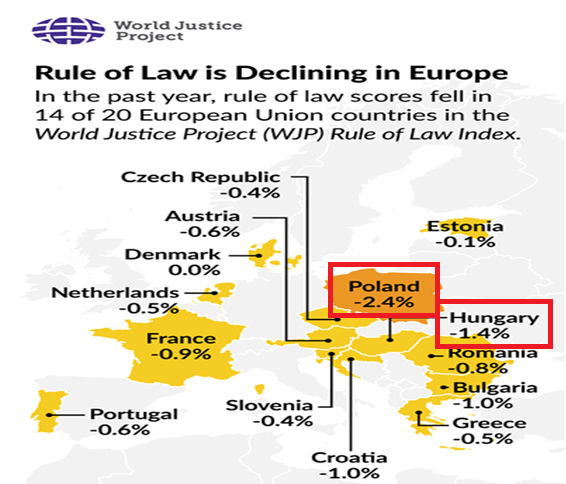 World Justice
Project
Rule of Law is Declining in Europe
In the past year, rule of law scores fell in
14 of 20 European Union countries in the
World Justice Project (WJP) Rule of Law Index.
Czech Republic
-0.4%
Austria
-0.6%
Estonia
-0.1%
Denmark
0.0%
Poland
-2.4%
Netherlands
-0.5%
Hungary
-1.4%
France
-0.9%
Romania
-0.8%
Bulgaria
-1.0%
Slovenia
-0.4%
Portugal
-0.6%
Greece
-0.5%
Croatia
-1.0%